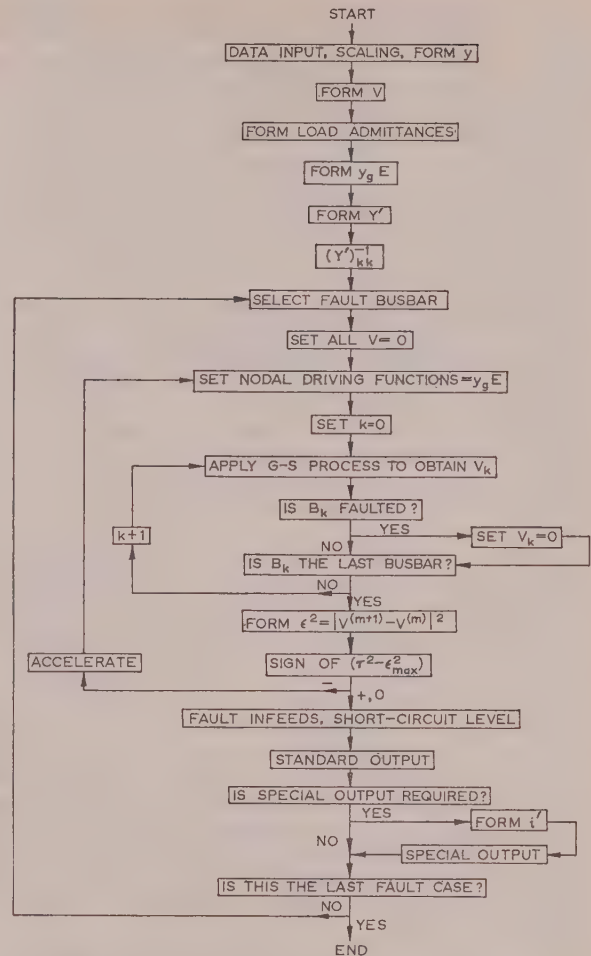 START
DATA INPUT, SCALING, FORM y
FORM V
FORM LOAD ADMITTANCES
FORM y_g E
FORM Y'
(Y')_kk^-1
SELECT FAULT BUSBAR
SET ALL V=0
SET NODAL DRIVING FUNCTIONS=y_g E
SET k=0
APPLY G-S PROCESS TO OBTAIN V_k
IS B_k FAULTED?
YES
k+1
SET V_k=0
NO
IS B_k THE LAST BUSBAR?
NO
YES
FORM ε²=|V^(m+1)-V^(m)|²
ACCELERATE
SIGN OF (τ²-ε²_max)
−
+,0
FAULT INFEEDS, SHORT-CIRCUIT LEVEL
STANDARD OUTPUT
IS SPECIAL OUTPUT REQUIRED?
YES
FORM i'
NO
SPECIAL OUTPUT
IS THIS THE LAST FAULT CASE?
NO
YES
END